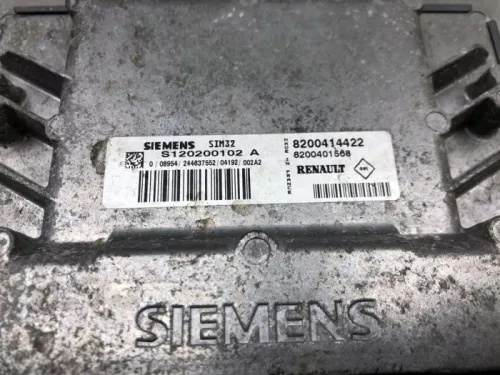 SIEMENS SIM32
S120200102 A
0 / 08954 / 244637552 / 04192 / 002A2
8200414422
8200401568
RENAULT
SIEMENS